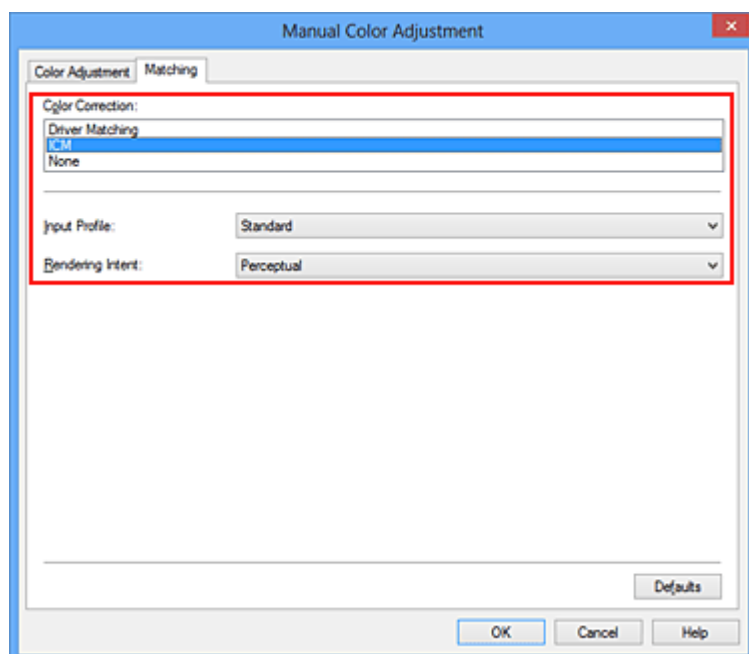 Manual Color Adjustment
Color Adjustment Matching
Color Correction:
Driver Matching
ICM
None
Input Profile: Standard
Rendering Intent: Perceptual
Defaults
OK Cancel Help